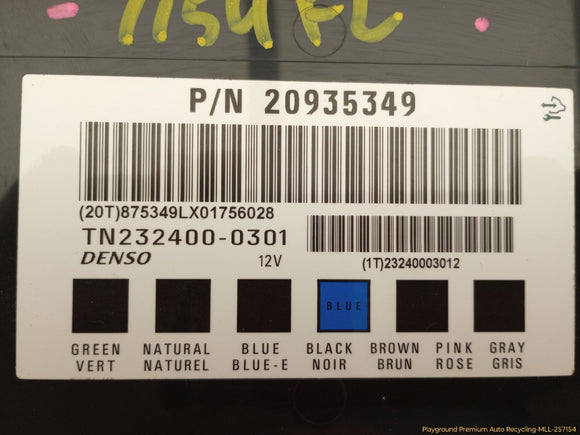 1154FL
P/N 20935349
(20T)875349LX01756028
TN232400-0301
(1T)23240003012
DENSO
12V
BLUE
GREEN NATURAL BLUE BLACK BROWN PINK GRAY
VERT NATUREL BLUE-E NOIR BRUN ROSE GRIS
Playground Premium Auto Recycling-MLL-257154